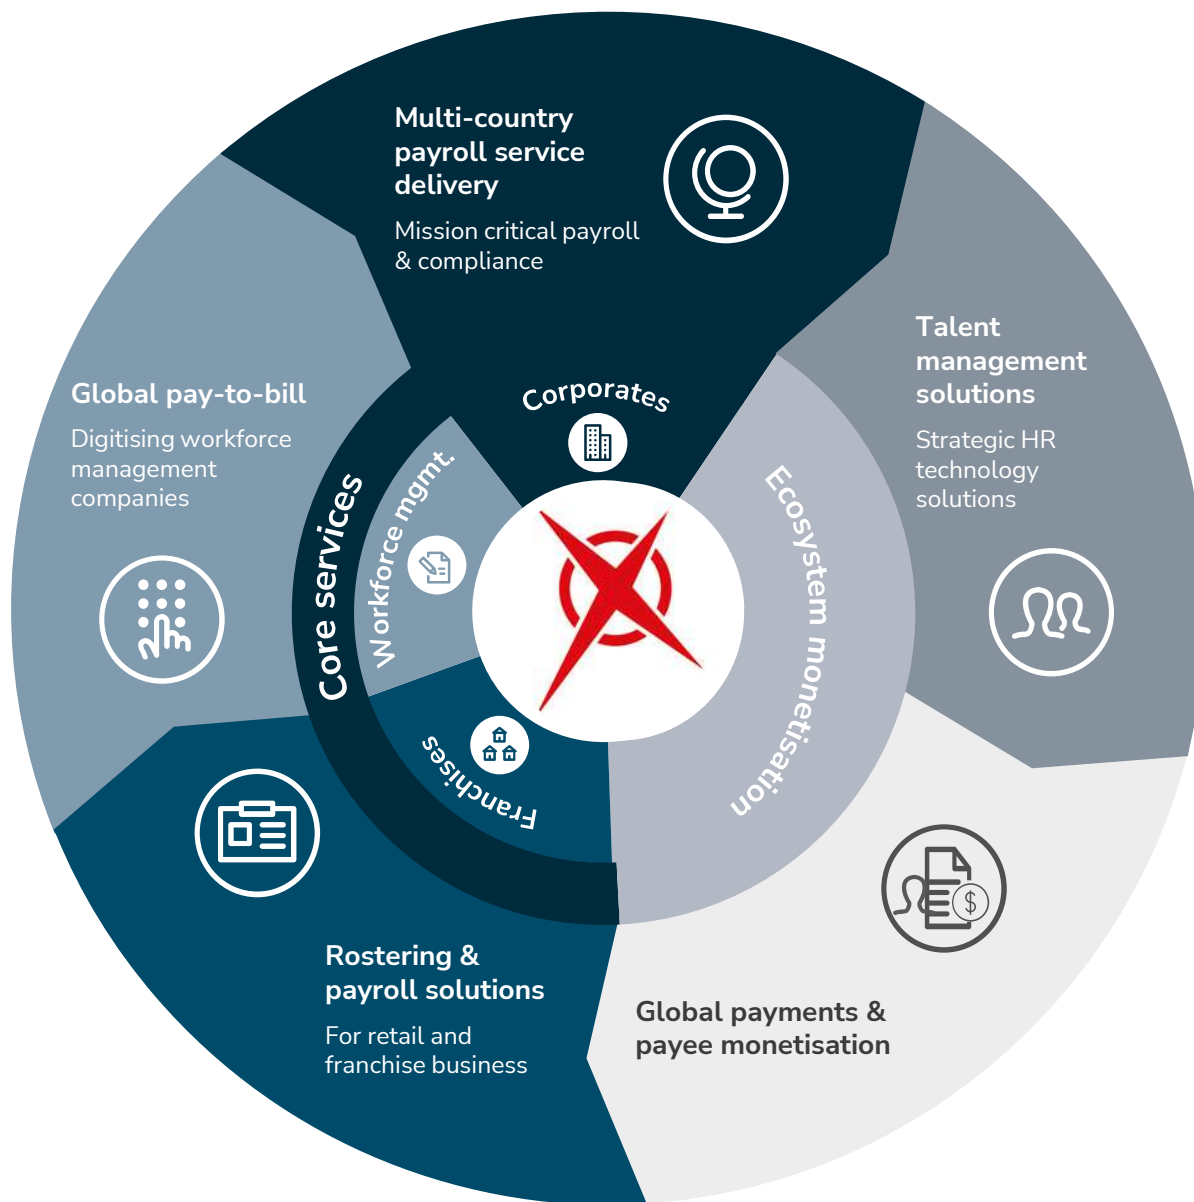 Multi-country
payroll service
delivery
Mission critical payroll
& compliance
Talent
management
solutions
Strategic HR
technology
solutions
Global pay-to-bill
Digitising workforce
management
companies
Corporates
Workforce mgmt.
Core services
Ecosystem monetisation
Franchises
Rostering &
payroll solutions
For retail and
franchise business
$
Global payments &
payee monetisation